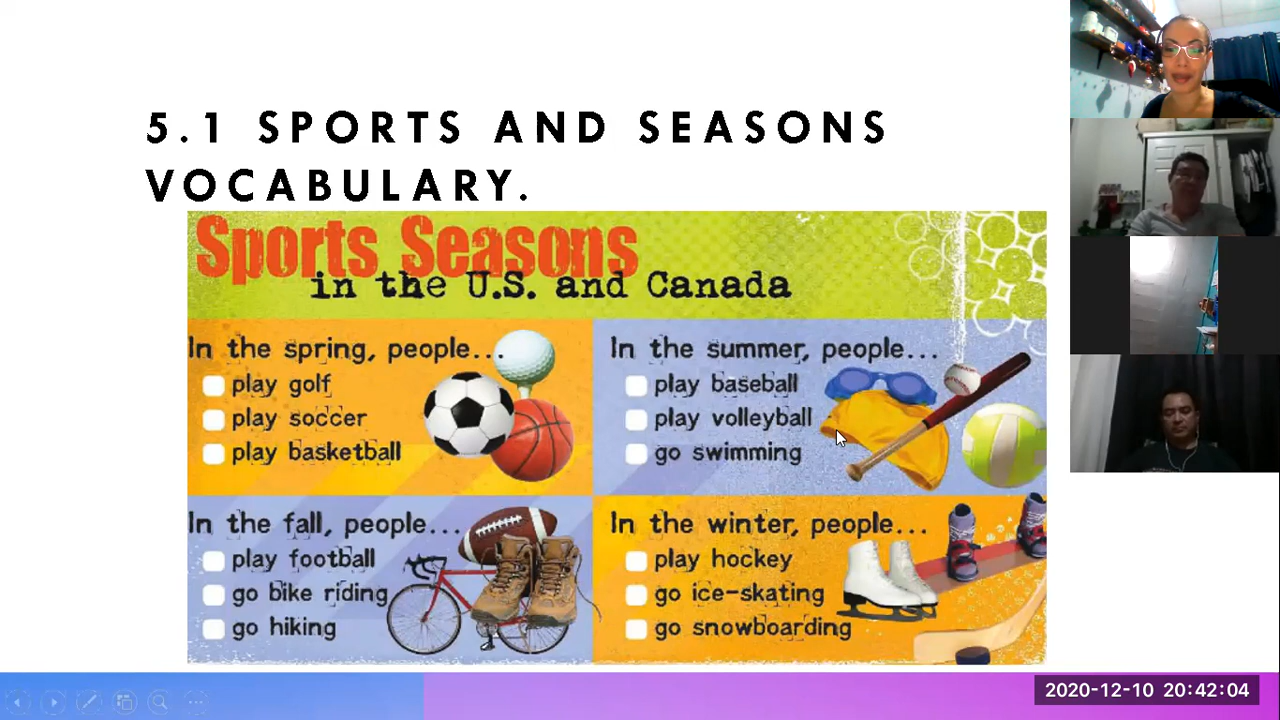 5.1 SPORTS AND SEASONS
VOCABULARY.
Sports Seasons
in the U.S. and Canada
In the spring, people...
play golf
play soccer
play basketball
In the summer, people...
play baseball
play volleyball
go swimming
In the fall, people...
play football
go bike riding
go hiking
In the winter, people...
play hockey
go ice-skating
go snowboarding
2020-12-10 20:42:04